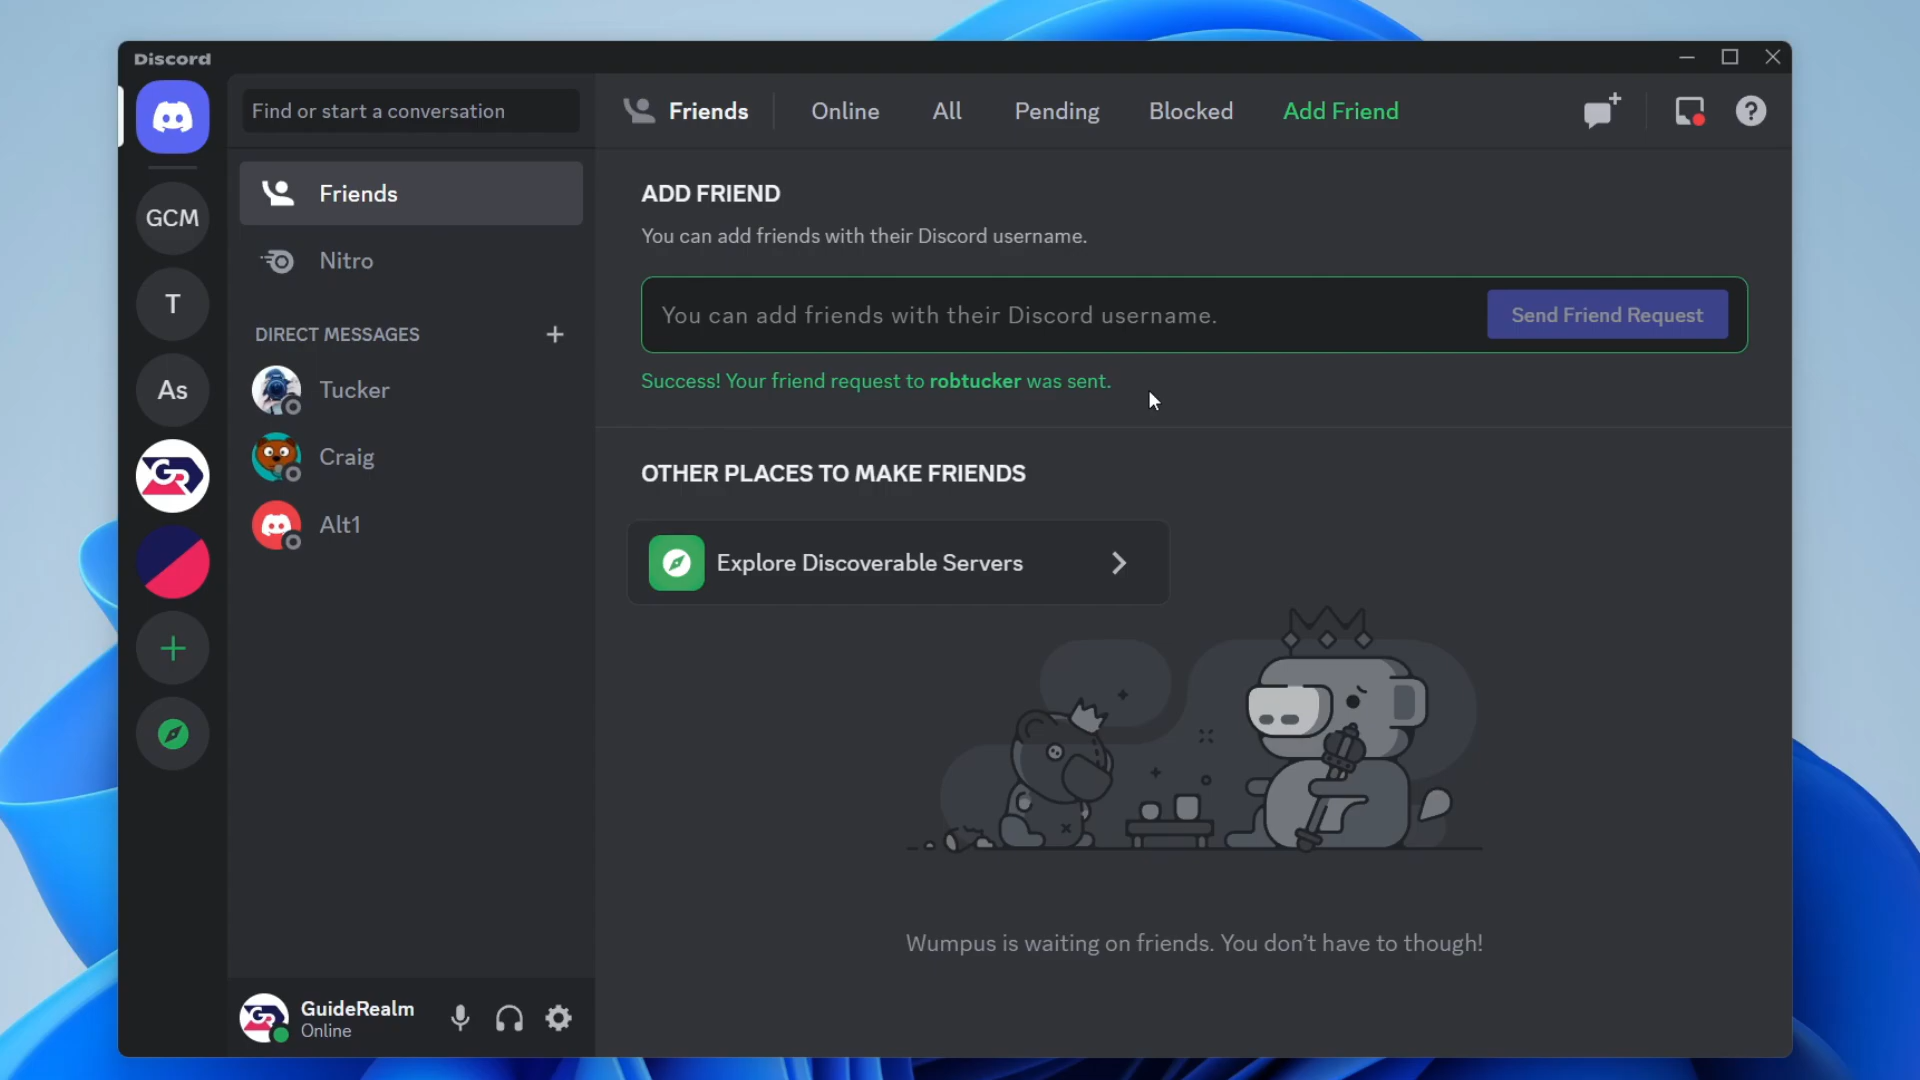 Discord
Find or start a conversation
Friends
Online
All
Pending
Blocked
Add Friend
GCM
T
As
GR
Friends
Nitro
DIRECT MESSAGES
Tucker
Craig
Alt1
ADD FRIEND
You can add friends with their Discord username.
You can add friends with their Discord username.
Send Friend Request
Success! Your friend request to robtucker was sent.
OTHER PLACES TO MAKE FRIENDS
Explore Discoverable Servers
Wumpus is waiting on friends. You don't have to though!
GR
GuideRealm
Online